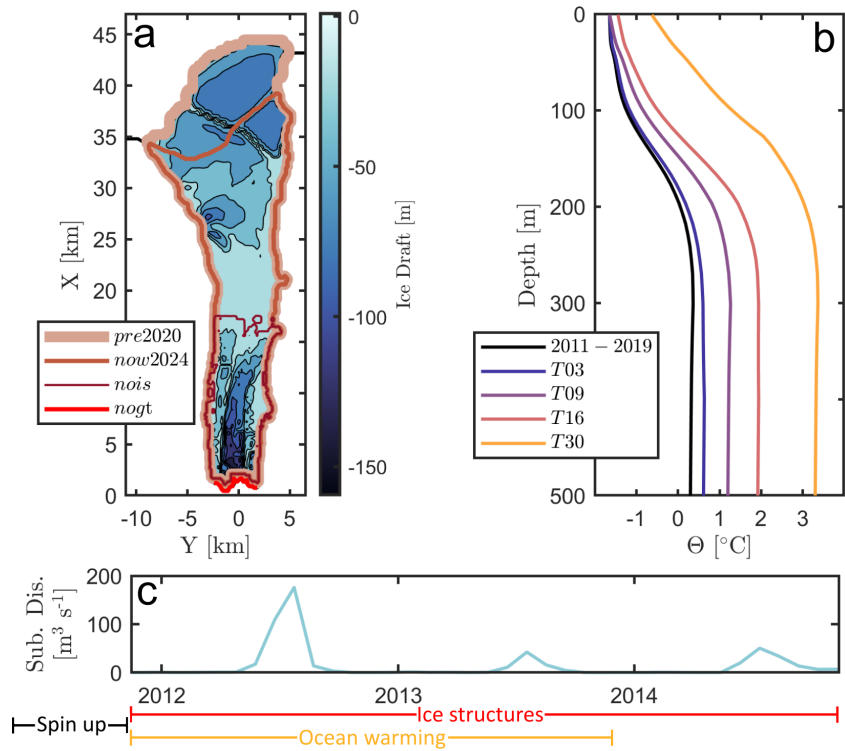 a
45
40
35
30
25
20
5
0
X [km]
-10
-5
0
5
Y [km]
pre2020
now2024
nois
nogt
0
-50
-100
-150
Ice Draft [m]
b
0
100
200
300
500
Depth [m]
-1
0
1
2
3
Θ [°C]
2011 − 2019
T03
T09
T16
T30
c
200
100
0
Sub. Dis.
[m³ s⁻¹]
2012
2013
2014
Spin up
Ice structures
Ocean warming